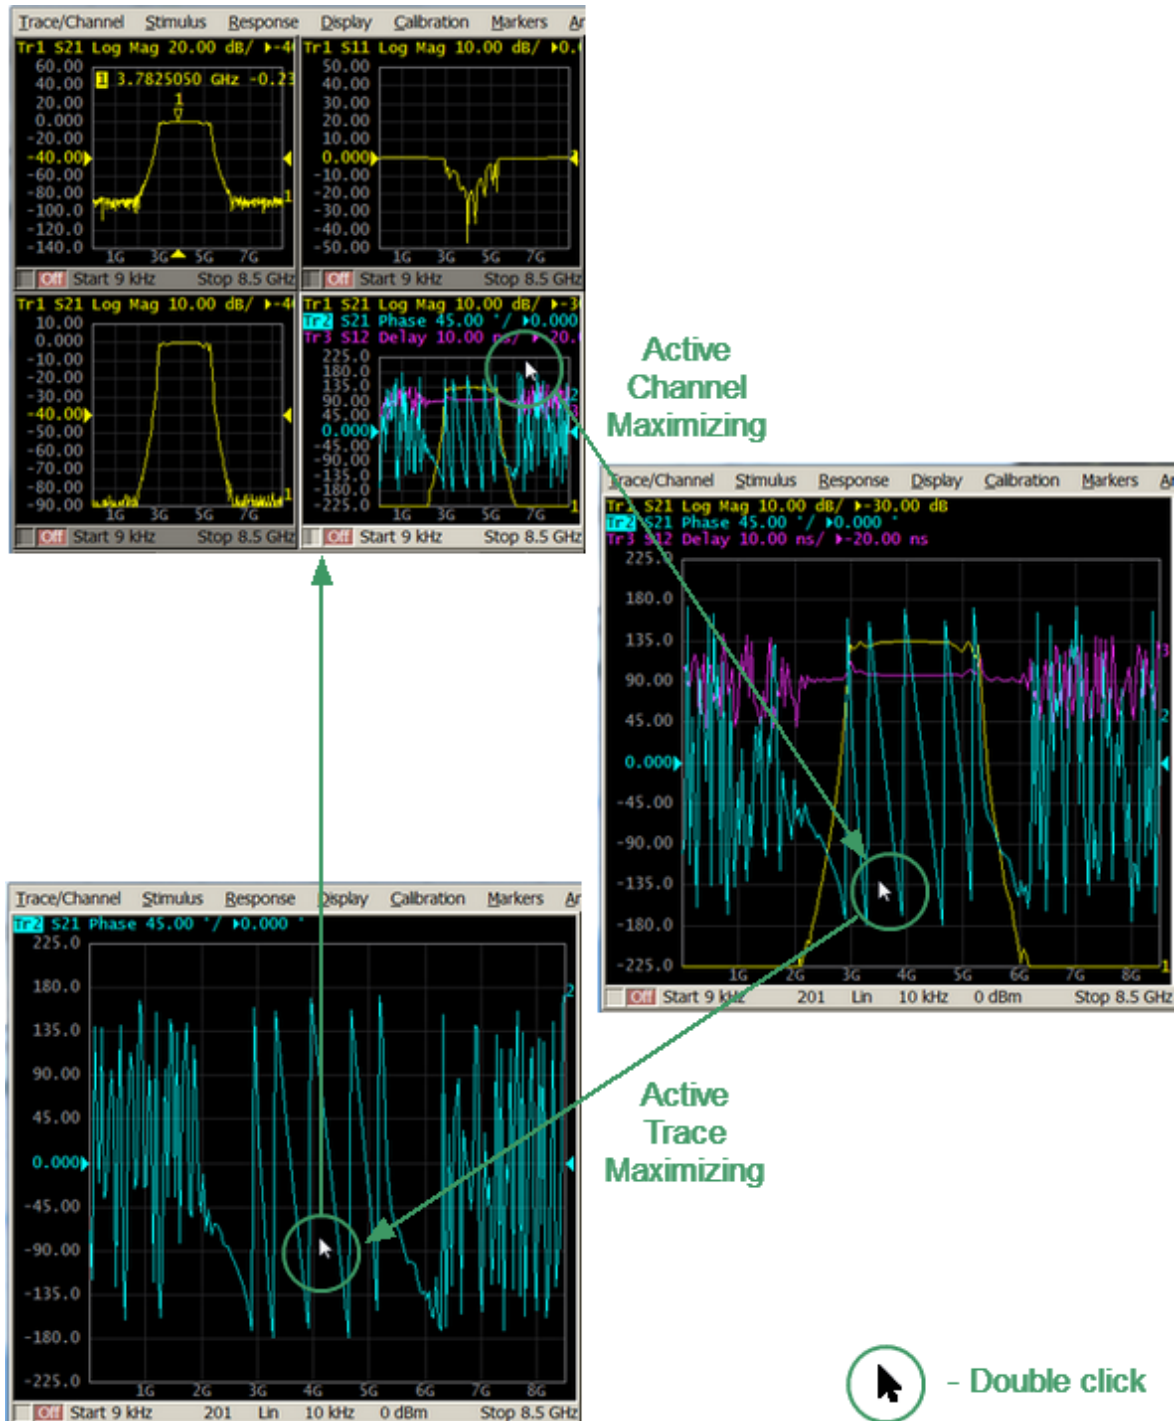 Trace/Channel Stimulus Response Display Calibration Markers
Tr1 S21 Log Mag 20.00 dB/
60.00
40.00
20.00
0.000
-20.00
-40.00
-60.00
-80.00
-100.0
-120.0
-140.0
1 3.7825050 GHz -0.23
1
1
1G 3G 5G 7G
Off Start 9 kHz Stop 8.5 GHz
Tr1 S11 Log Mag 10.00 dB/
50.00
40.00
30.00
20.00
10.00
0.000
-10.00
-20.00
-30.00
-40.00
-50.00
1G 3G 5G 7G
Off Start 9 kHz Stop 8.5 GHz
Tr1 S21 Log Mag 10.00 dB/
10.00
0.000
-10.00
-20.00
-30.00
-40.00
-50.00
-60.00
-70.00
-80.00
-90.00
1
1G 3G 5G 7G
Off Start 9 kHz Stop 8.5 GHz
Tr1 S21 Log Mag 10.00 dB/
Tr2 S21 Phase 45.00 °/ 0.000
Tr3 S12 Delay 10.00 ns/
225.0
180.0
135.0
90.00
45.00
0.000
-45.00
-90.00
-135.0
-180.0
-225.0
2
3
1
1G 3G 5G 7G
Off Start 9 kHz Stop 8.5 GHz
Active
Channel
Maximizing
Trace/Channel Stimulus Response Display Calibration Markers
Tr1 S21 Log Mag 10.00 dB/ -30.00 dB
Tr2 S21 Phase 45.00 °/ 0.000 °
Tr3 S12 Delay 10.00 ns/ -20.00 ns
225.0
180.0
135.0
90.00
45.00
0.000
-45.00
-90.00
-135.0
-180.0
-225.0
3
2
1
1G 2G 3G 4G 5G 6G 7G 8G
Off Start 9 kHz 201 Lin 10 kHz 0 dBm Stop 8.5 GHz
Trace/Channel Stimulus Response Display Calibration Markers
Tr2 S21 Phase 45.00 °/ 0.000 °
225.0
180.0
135.0
90.00
45.00
0.000
-45.00
-90.00
-135.0
-180.0
-225.0
2
1G 2G 3G 4G 5G 6G 7G 8G
Off Start 9 kHz 201 Lin 10 kHz 0 dBm Stop 8.5 GHz
Active
Trace
Maximizing
- Double click